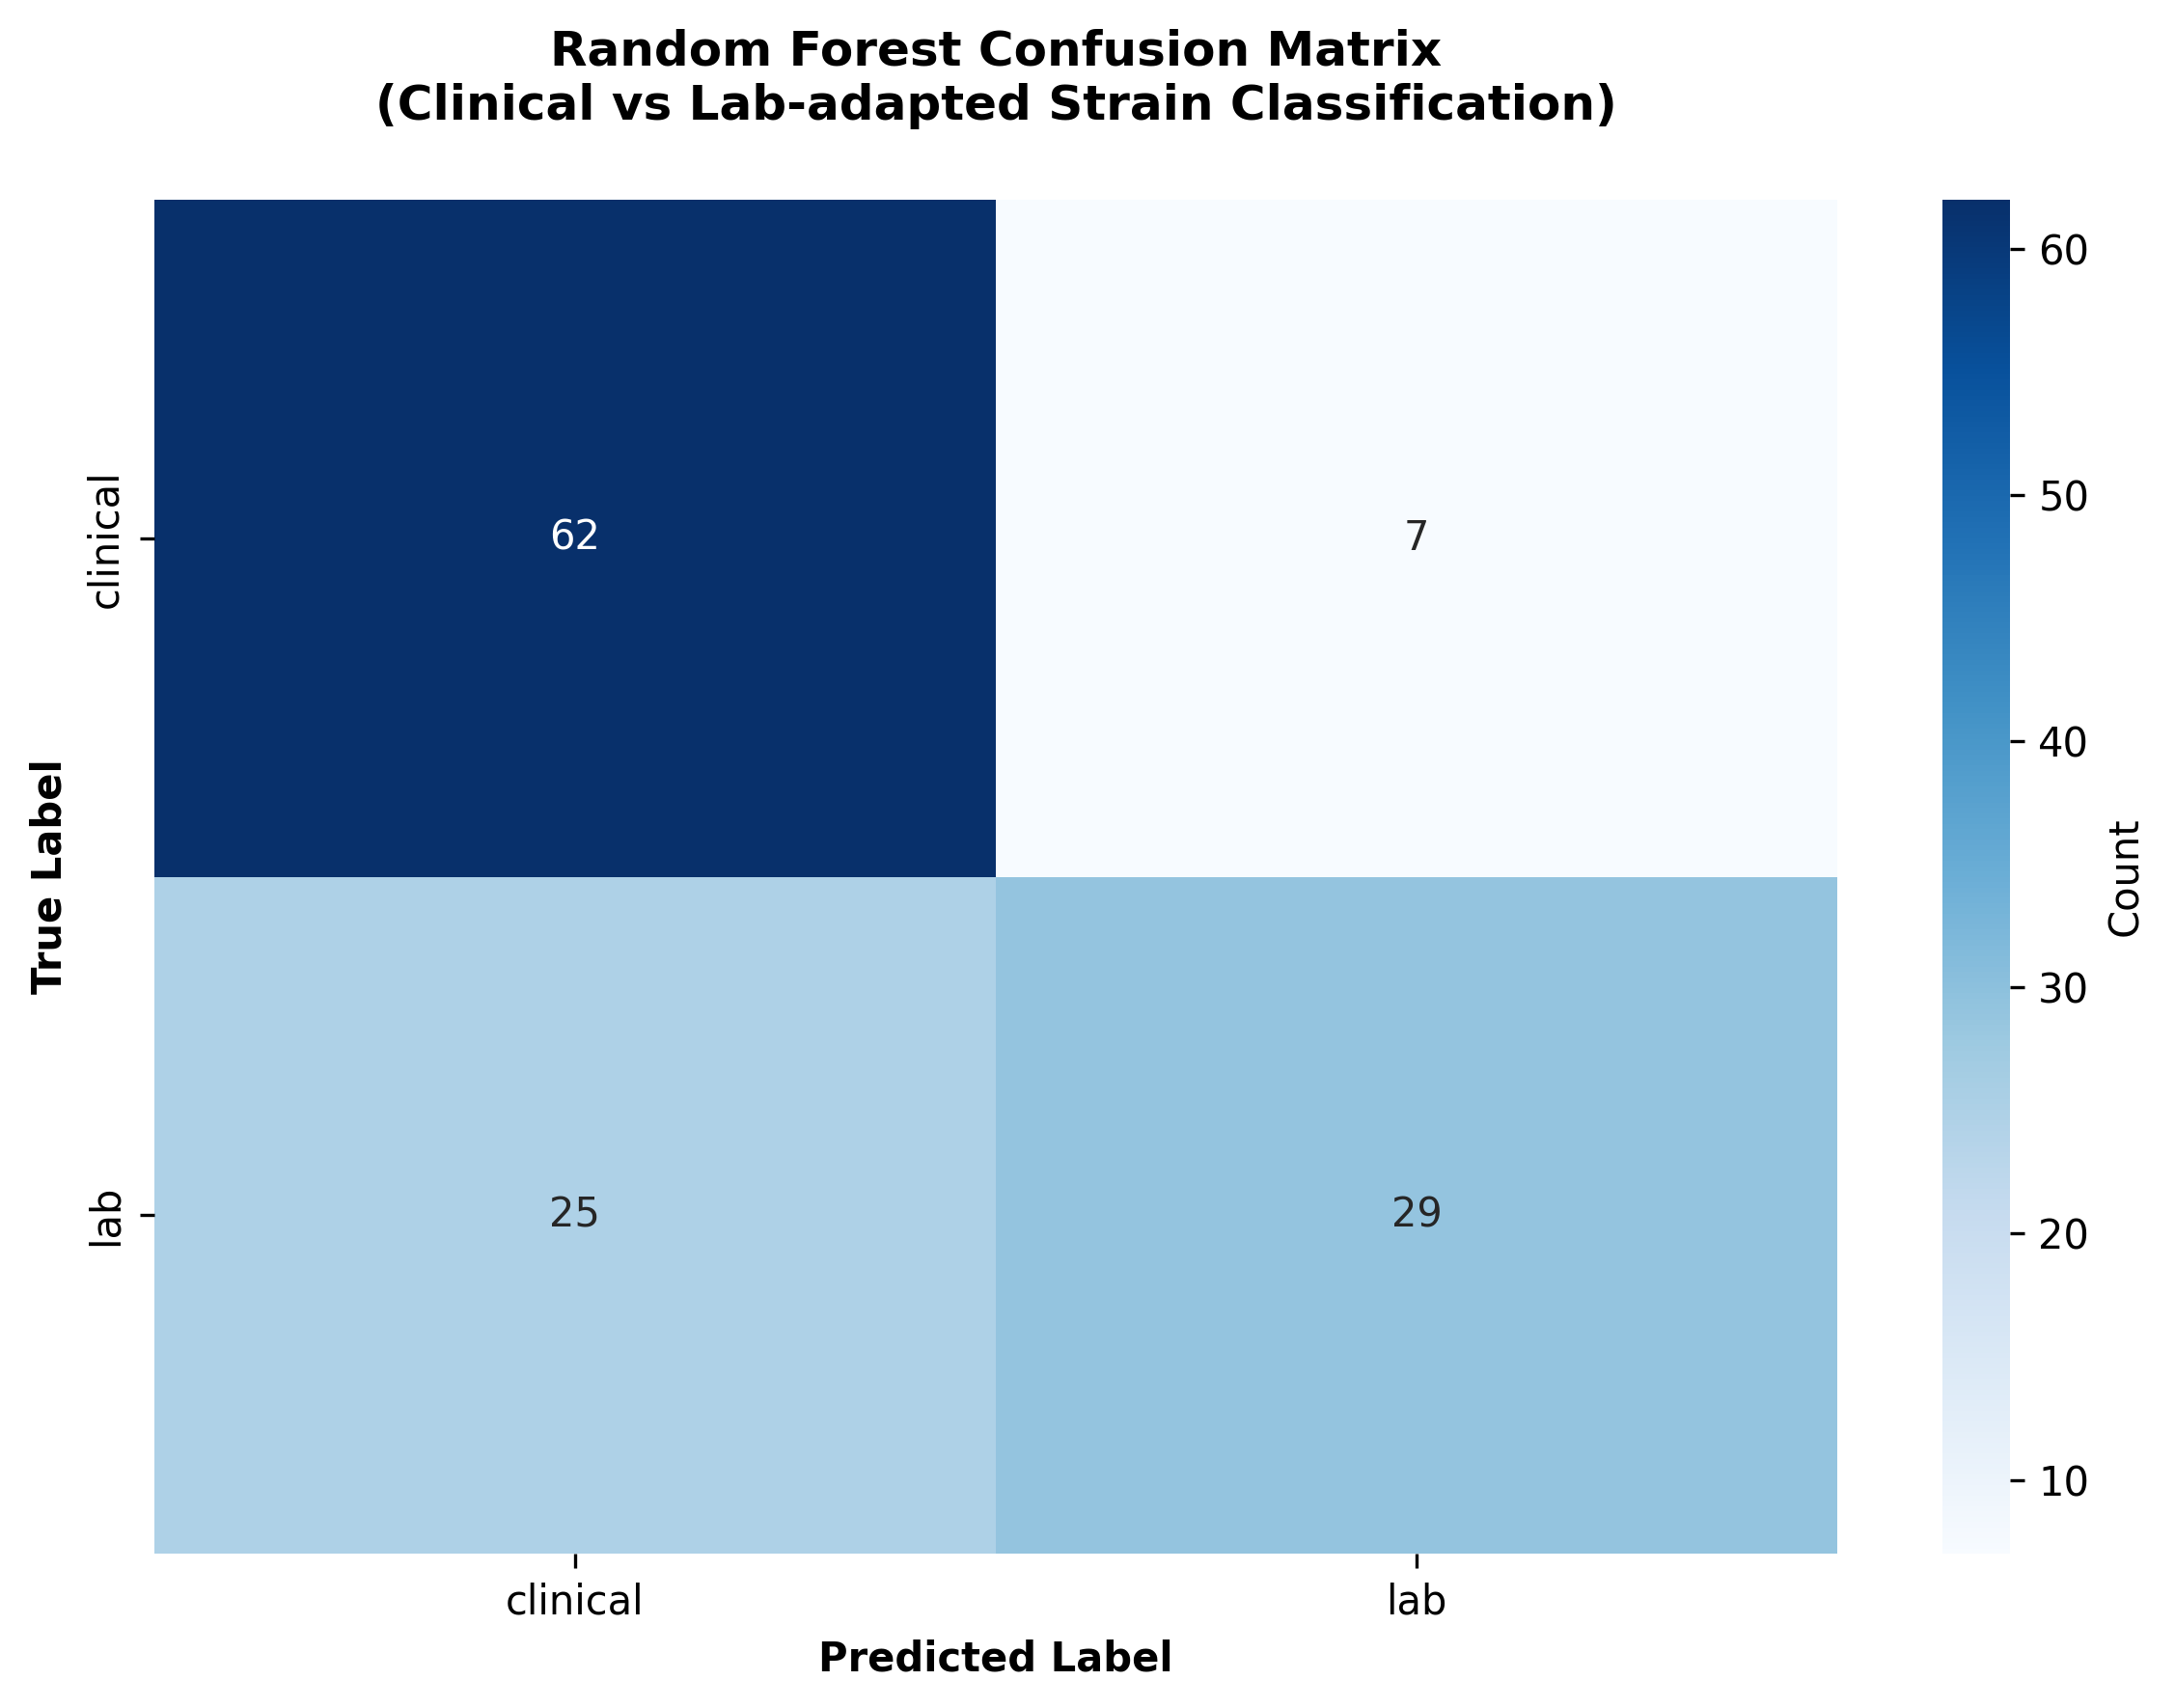 Random Forest Confusion Matrix
(Clinical vs Lab-adapted Strain Classification)
True Label
clinical
lab
62
7
25
29
clinical
lab
Predicted Label
60
50
40
30
20
10
Count